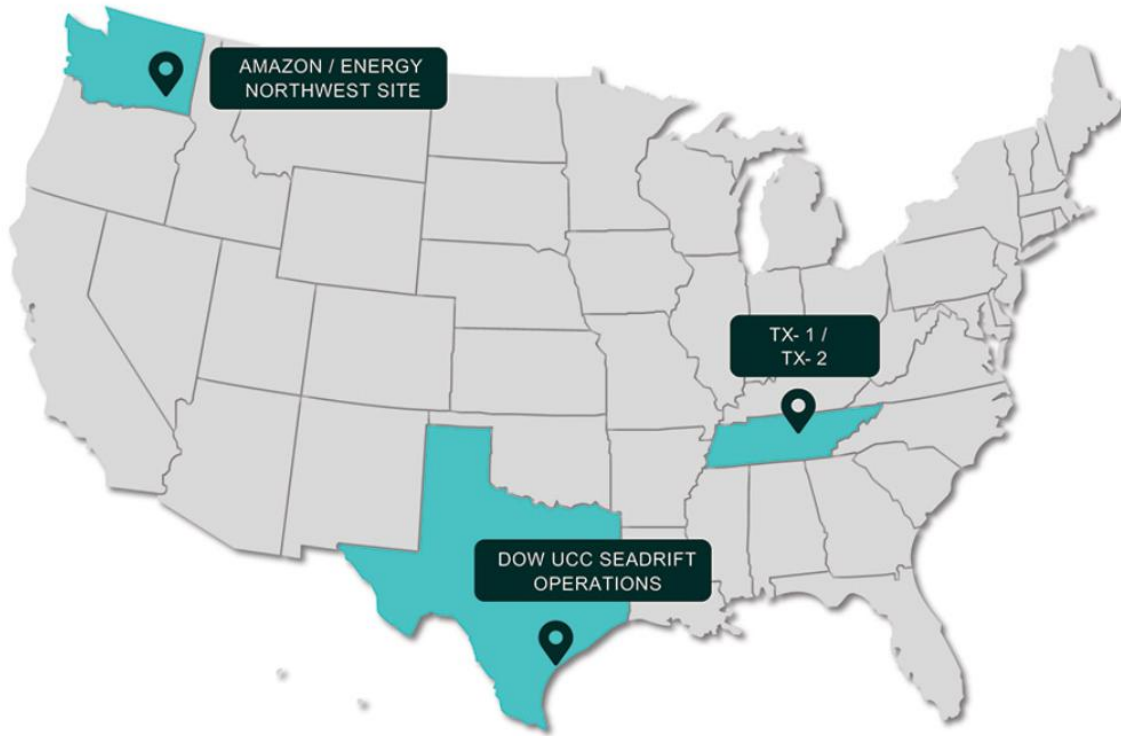 AMAZON / ENERGY
NORTHWEST SITE
TX- 1 /
TX- 2
DOW UCC SEADRIFT
OPERATIONS